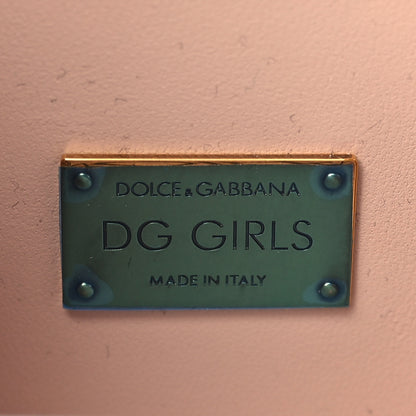 DOLCE & GABBANA
DG GIRLS
MADE IN ITALY